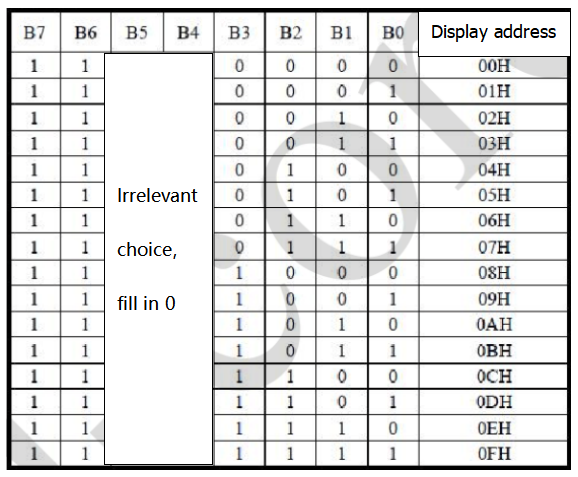 B7 B6 B5 B4 B3 B2 B1 B0 Display address
1 1 0 0 0 0 00H
1 1 0 0 0 1 01H
1 1 0 0 1 0 02H
1 1 0 0 1 1 03H
1 1 0 1 0 0 04H
1 1 Irrelevant 0 1 0 1 05H
1 1 0 1 1 0 06H
1 1 choice, 0 1 1 1 07H
1 1 1 0 0 0 08H
1 1 fill in 0 1 0 0 1 09H
1 1 1 0 1 0 0AH
1 1 1 0 1 1 0BH
1 1 1 1 0 0 0CH
1 1 1 1 0 1 0DH
1 1 1 1 1 0 0EH
1 1 1 1 1 1 0FH